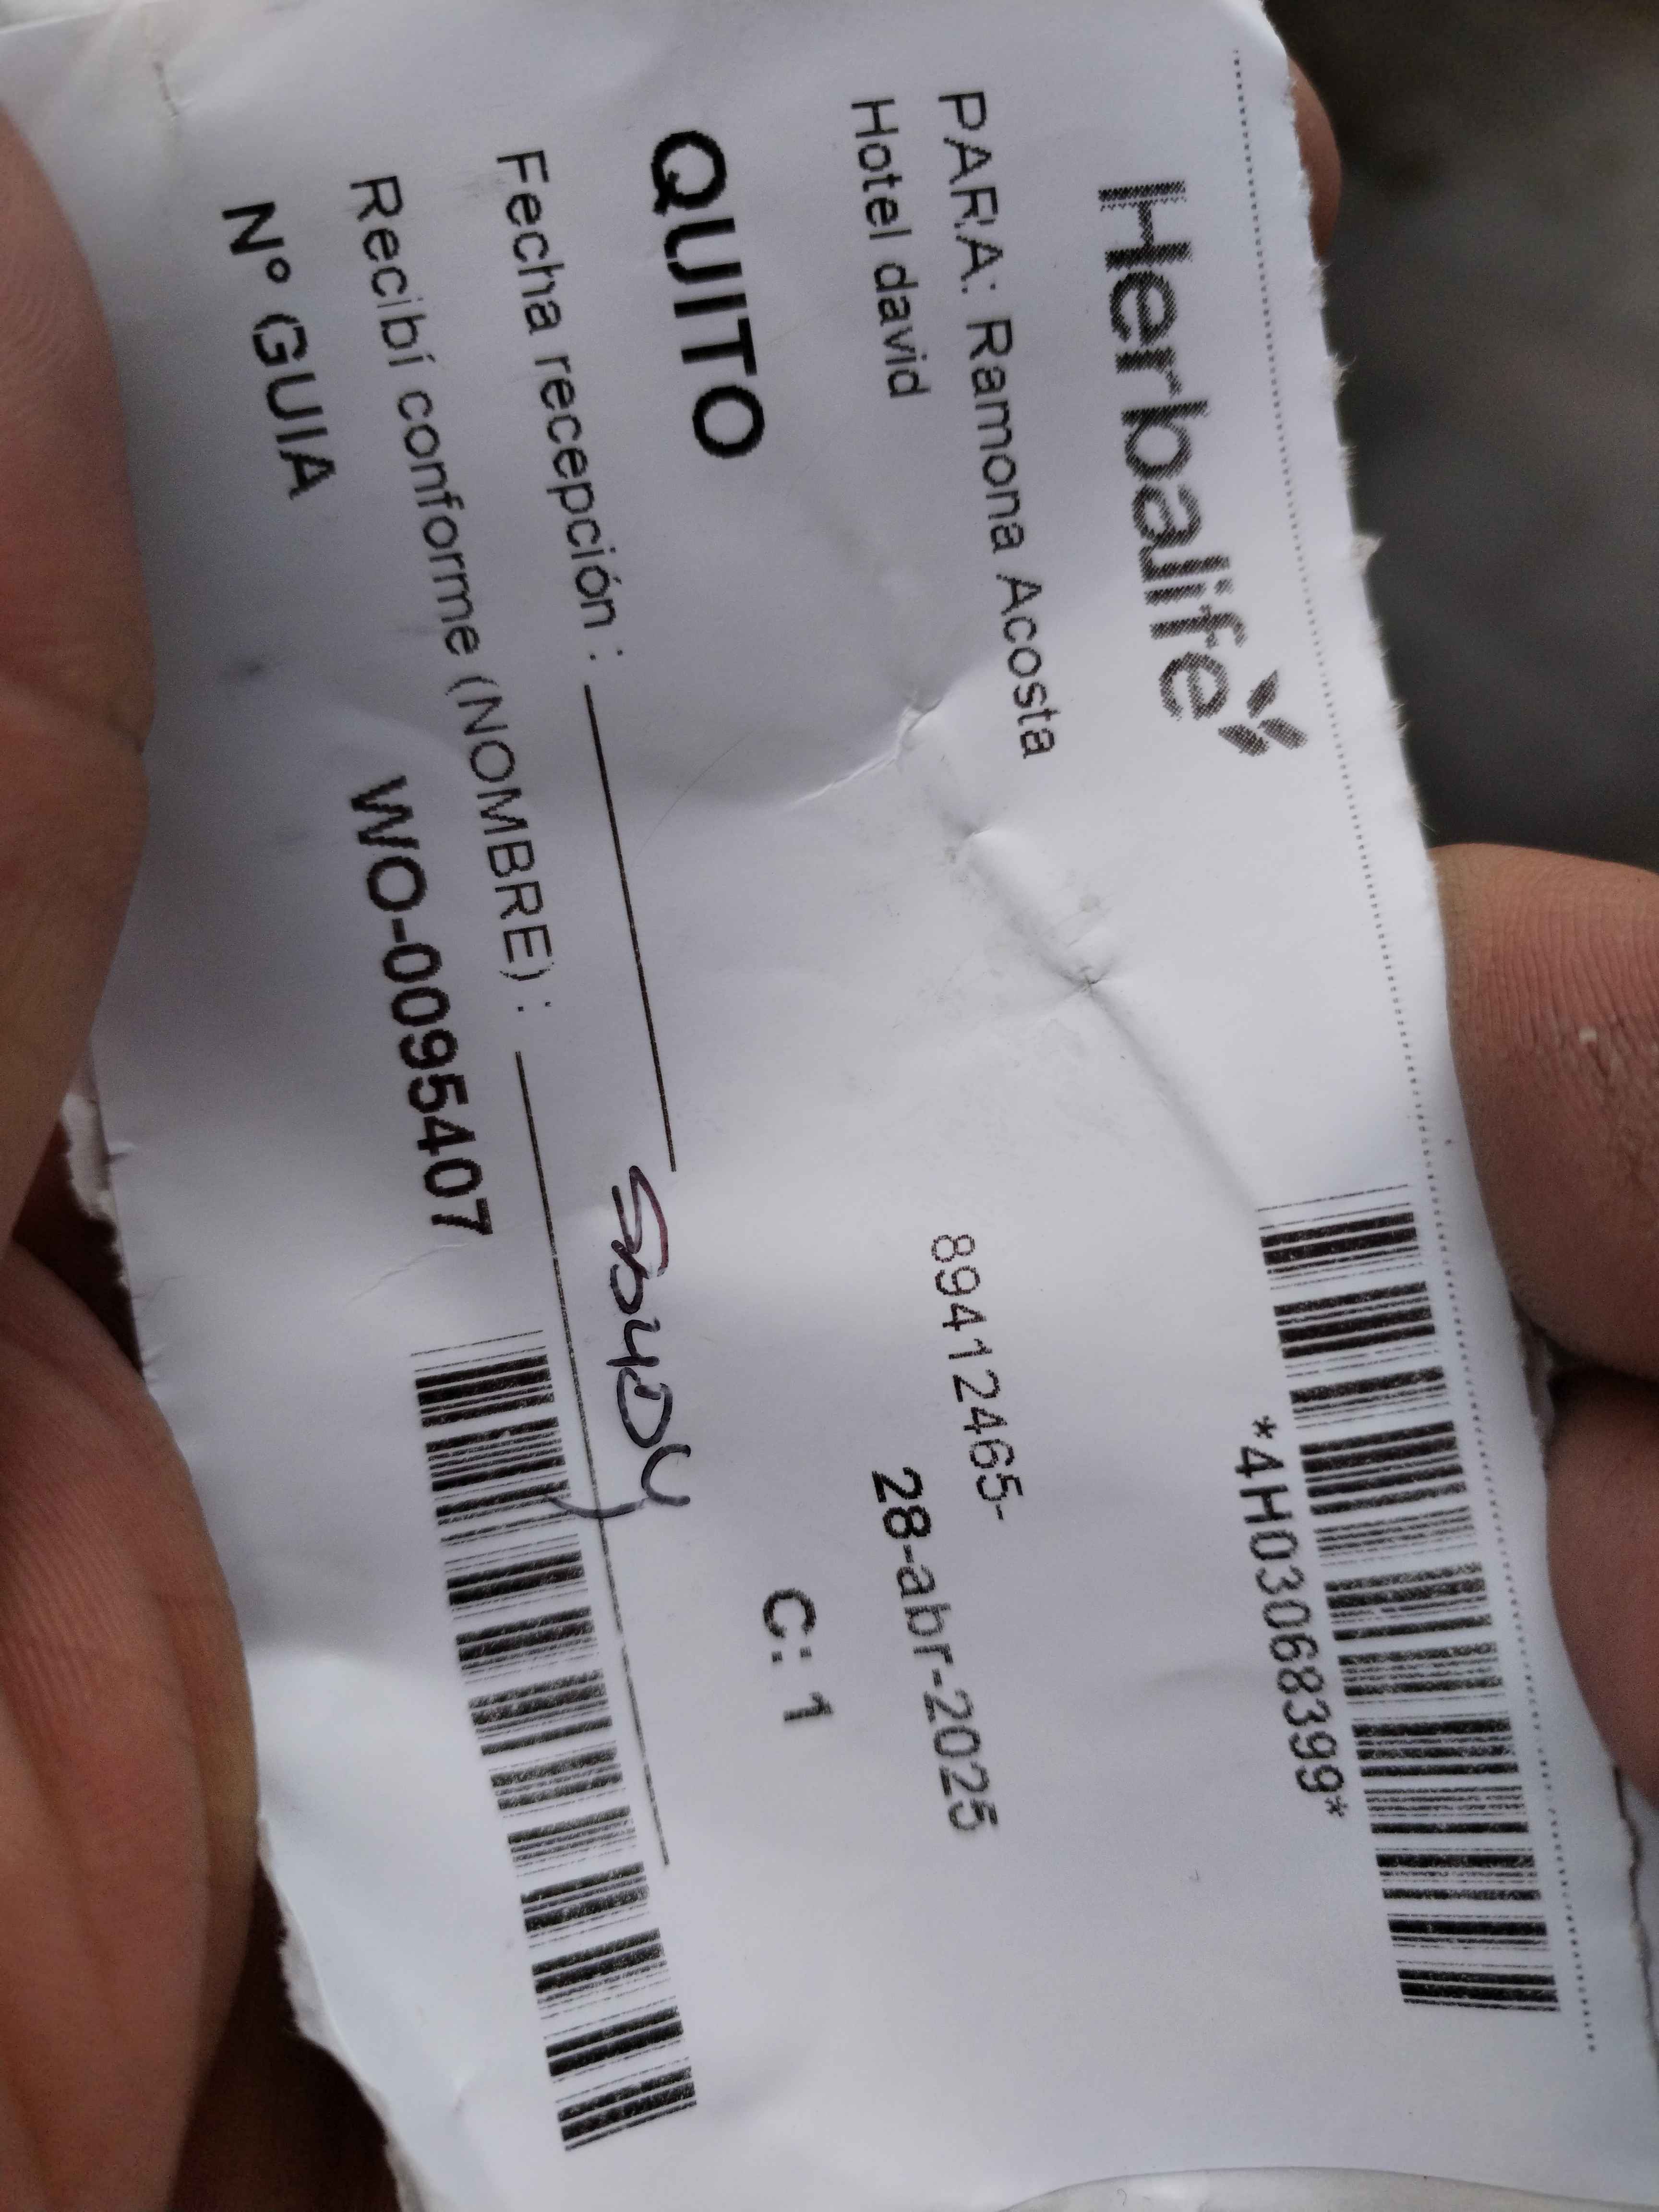 Herbalife
*4H03068399*
PARA: Ramona Acosta
89412465-
Hotel david
28-abr-2025
QUITO
C: 1
Fecha recepción :
Recibí conforme (NOMBRE) :
Nº GUIA
WO-0095407